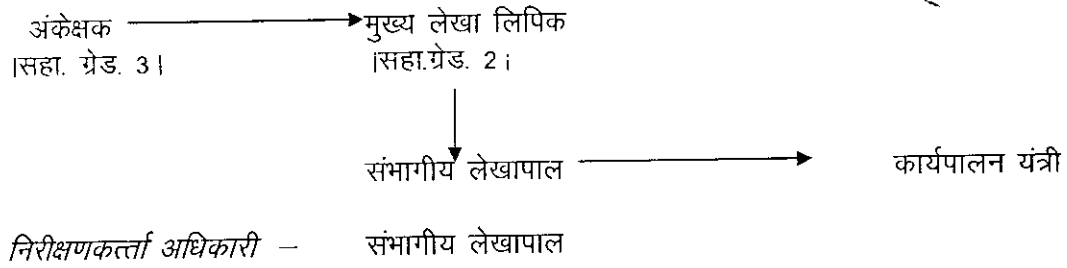 अंकेक्षक मुख्य लेखा लिपिक
|सहा. ग्रेड. 3| |सहा.ग्रेड. 2|
संभागीय लेखापाल कार्यपालन यंत्री
निरीक्षणकर्त्ता अधिकारी – संभागीय लेखापाल